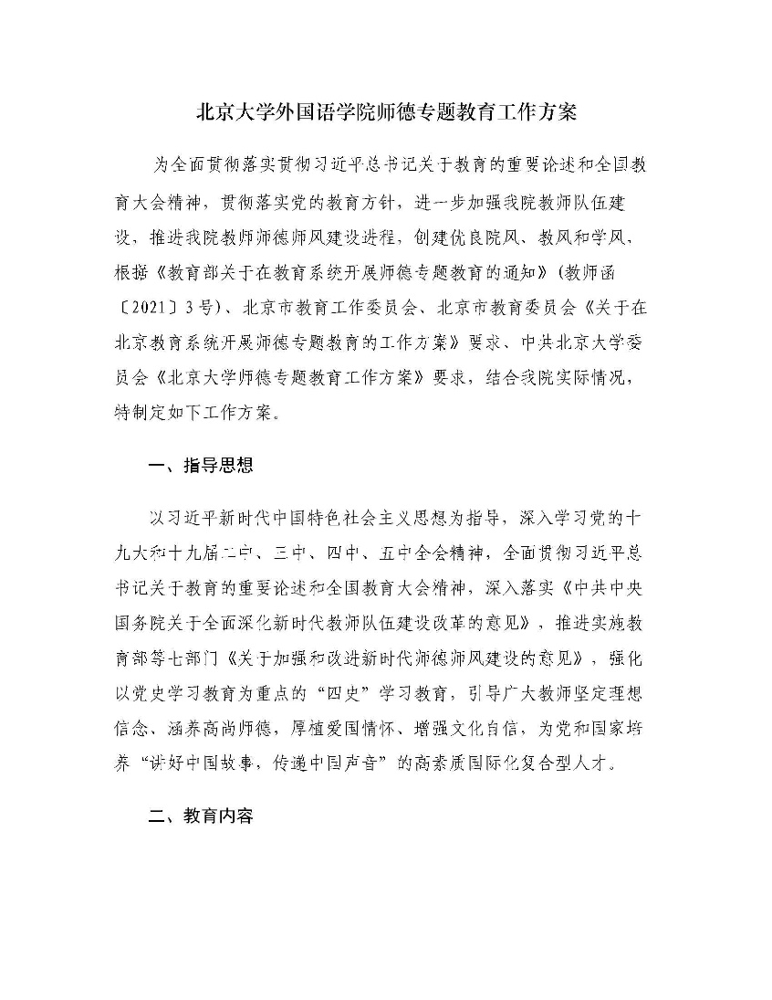 北京大学外国语学院师德专题教育工作方案
为全面贯彻落实贯彻习近平总书记关于教育的重要论述和全国教
育大会精神，贯彻落实党的教育方针，进一步加强我院教师队伍建
设，推进我院教师师德师风建设进程，创建优良院风、教风和学风，
根据《教育部关于在教育系统开展师德专题教育的通知》(教师函
〔2021〕3号)、北京市教育工作委员会、北京市教育委员会《关于在
北京教育系统开展师德专题教育的工作方案》要求、中共北京大学委
员会《北京大学师德专题教育工作方案》要求，结合我院实际情况，
特制定如下工作方案。
一、指导思想
以习近平新时代中国特色社会主义思想为指导，深入学习党的十
九大和十九届二中、三中、四中、五中全会精神，全面贯彻习近平总
书记关于教育的重要论述和全国教育大会精神，深入落实《中共中央
国务院关于全面深化新时代教师队伍建设改革的意见》，推进实施教
育部等七部门《关于加强和改进新时代师德师风建设的意见》，强化
以党史学习教育为重点的“四史”学习教育，引导广大教师坚定理想
信念、涵养高尚师德，厚植爱国情怀、增强文化自信，为党和国家培
养“讲好中国故事，传递中国声音”的高素质国际化复合型人才。
二、教育内容